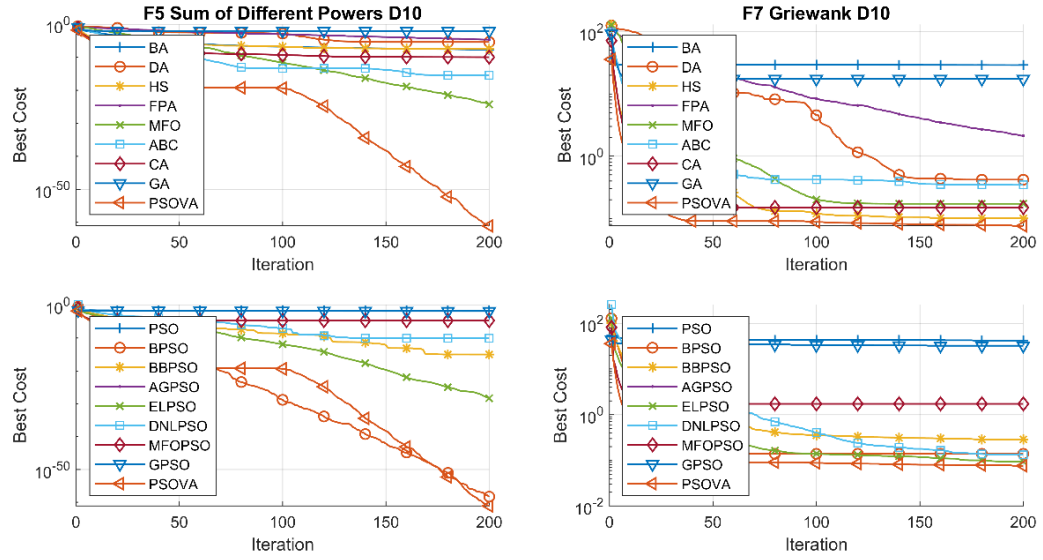 F5 Sum of Different Powers D10
10^0
10^-50
Best Cost
BA
DA
HS
FPA
MFO
ABC
CA
GA
PSOVA
0 50 100 150 200
Iteration
F7 Griewank D10
10^2
10^0
Best Cost
BA
DA
HS
FPA
MFO
ABC
CA
GA
PSOVA
0 50 100 150 200
Iteration
10^0
10^-50
Best Cost
PSO
BPSO
BBPSO
AGPSO
ELPSO
DNLPSO
MFOPSO
GPSO
PSOVA
0 50 100 150 200
Iteration
10^2
10^0
10^-2
Best Cost
PSO
BPSO
BBPSO
AGPSO
ELPSO
DNLPSO
MFOPSO
GPSO
PSOVA
0 50 100 150 200
Iteration